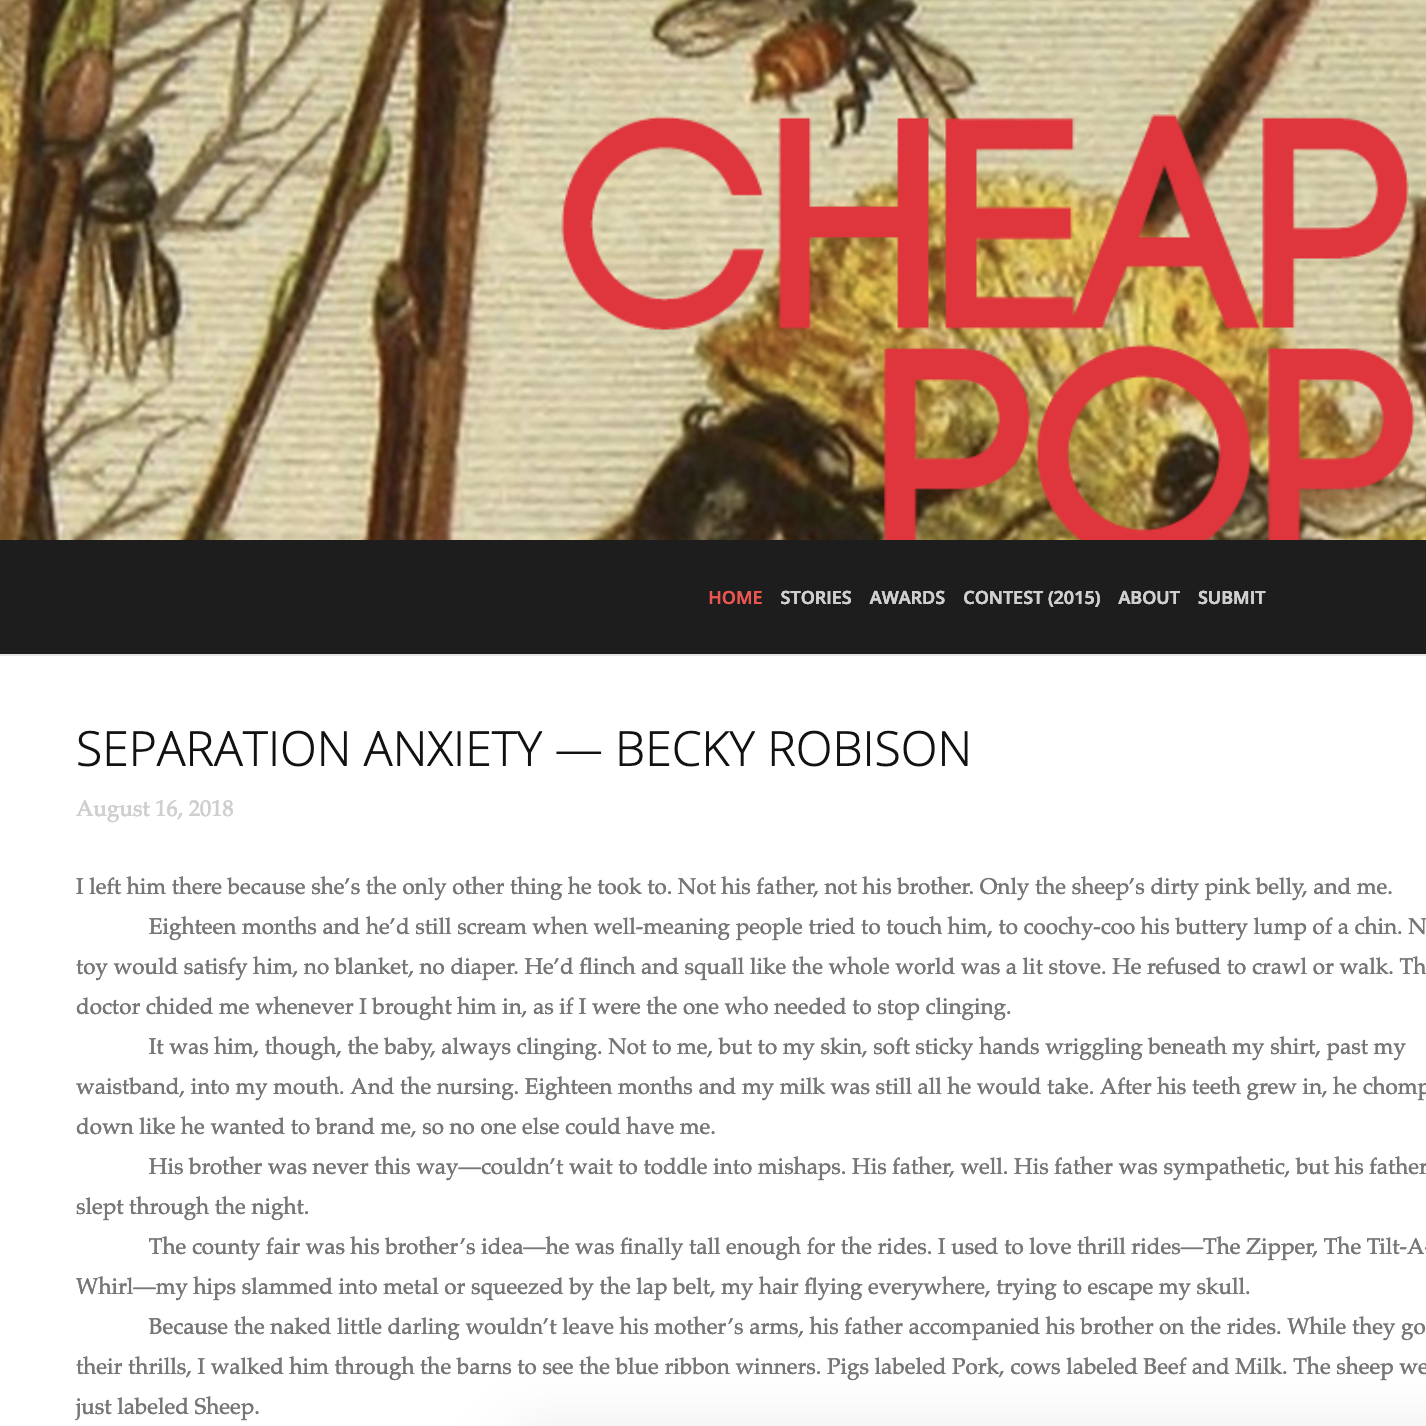 CHEAP
POP
HOME STORIES AWARDS CONTEST (2015) ABOUT SUBMIT
SEPARATION ANXIETY — BECKY ROBISON
August 16, 2018
I left him there because she’s the only other thing he took to. Not his father, not his brother. Only the sheep’s dirty pink belly, and me.
Eighteen months and he’d still scream when well-meaning people tried to touch him, to coochy-coo his buttery lump of a chin.
toy would satisfy him, no blanket, no diaper. He’d flinch and squall like the whole world was a lit stove. He refused to crawl or walk.
doctor chided me whenever I brought him in, as if I were the one who needed to stop clinging.
It was him, though, the baby, always clinging. Not to me, but to my skin, soft sticky hands wriggling beneath my shirt, past my
waistband, into my mouth. And the nursing. Eighteen months and my milk was still all he would take. After his teeth grew in, he chomp
down like he wanted to brand me, so no one else could have me.
His brother was never this way—couldn’t wait to toddle into mishaps. His father, well. His father was sympathetic, but his father
slept through the night.
The county fair was his brother’s idea—he was finally tall enough for the rides. I used to love thrill rides—The Zipper, The Tilt-A-
Whirl—my hips slammed into metal or squeezed by the lap belt, my hair flying everywhere, trying to escape my skull.
Because the naked little darling wouldn’t leave his mother’s arms, his father accompanied his brother on the rides. While they go
their thrills, I walked him through the barns to see the blue ribbon winners. Pigs labeled Pork, cows labeled Beef and Milk. The sheep we
just labeled Sheep.